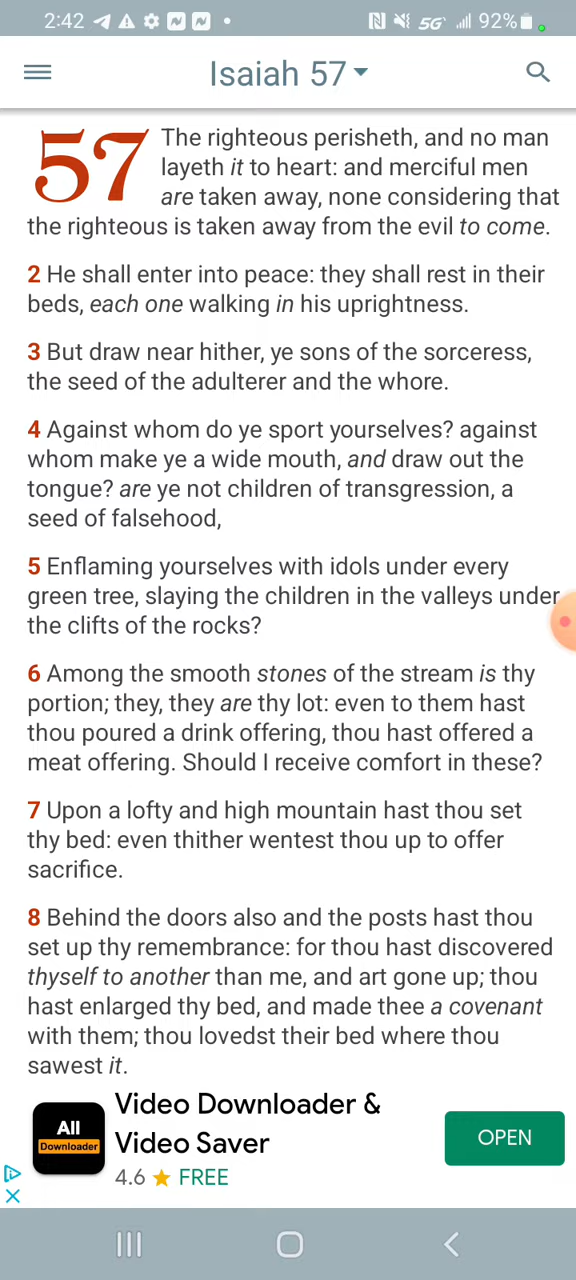 2:42 5G 92%
Isaiah 57
57 The righteous perisheth, and no man
layeth it to heart: and merciful men
are taken away, none considering that
the righteous is taken away from the evil to come.
2 He shall enter into peace: they shall rest in their
beds, each one walking in his uprightness.
3 But draw near hither, ye sons of the sorceress,
the seed of the adulterer and the whore.
4 Against whom do ye sport yourselves? against
whom make ye a wide mouth, and draw out the
tongue? are ye not children of transgression, a
seed of falsehood,
5 Enflaming yourselves with idols under every
green tree, slaying the children in the valleys under
the clifts of the rocks?
6 Among the smooth stones of the stream is thy
portion; they, they are thy lot: even to them hast
thou poured a drink offering, thou hast offered a
meat offering. Should I receive comfort in these?
7 Upon a lofty and high mountain hast thou set
thy bed: even thither wentest thou up to offer
sacrifice.
8 Behind the doors also and the posts hast thou
set up thy remembrance: for thou hast discovered
thyself to another than me, and art gone up; thou
hast enlarged thy bed, and made thee a covenant
with them; thou lovedst their bed where thou
sawest it.
All
Downloader
Video Downloader &
Video Saver
4.6 ★ FREE
OPEN